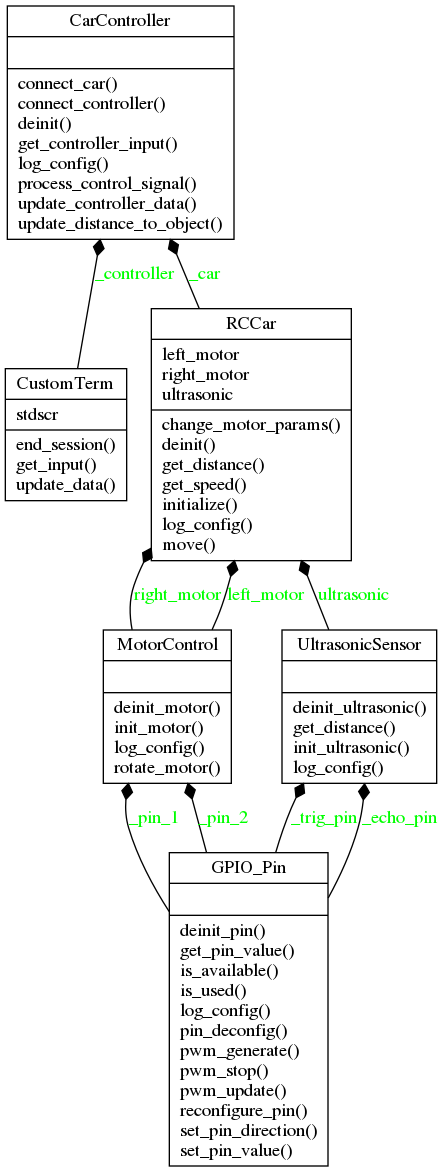 CarController
connect_car()
connect_controller()
deinit()
get_controller_input()
log_config()
process_control_signal()
update_controller_data()
update_distance_to_object()
_controller
_car
CustomTerm
stdscr
end_session()
get_input()
update_data()
RCCar
left_motor
right_motor
ultrasonic
change_motor_params()
deinit()
get_distance()
get_speed()
initialize()
log_config()
move()
right_motor
left_motor
ultrasonic
MotorControl
deinit_motor()
init_motor()
log_config()
rotate_motor()
UltrasonicSensor
deinit_ultrasonic()
get_distance()
init_ultrasonic()
log_config()
_pin_1
_pin_2
_trig_pin
_echo_pin
GPIO_Pin
deinit_pin()
get_pin_value()
is_available()
is_used()
log_config()
pin_deconfig()
pwm_generate()
pwm_stop()
pwm_update()
reconfigure_pin()
set_pin_direction()
set_pin_value()